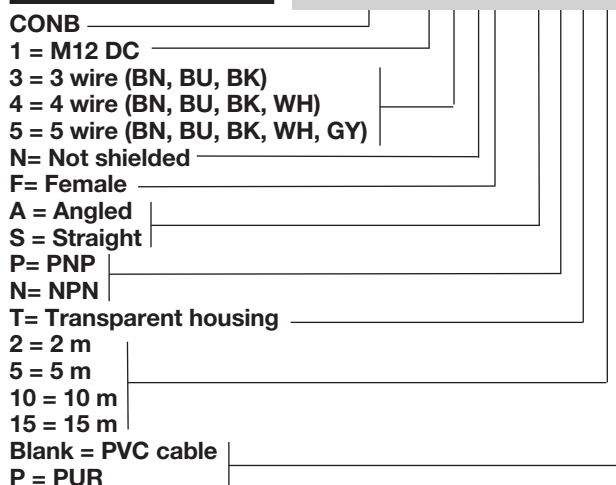 CONB
1 = M12 DC
3 = 3 wire (BN, BU, BK)
4 = 4 wire (BN, BU, BK, WH)
5 = 5 wire (BN, BU, BK, WH, GY)
N= Not shielded
F= Female
A = Angled
S = Straight
P= PNP
N= NPN
T= Transparent housing
2 = 2 m
5 = 5 m
10 = 10 m
15 = 15 m
Blank = PVC cable
P = PUR